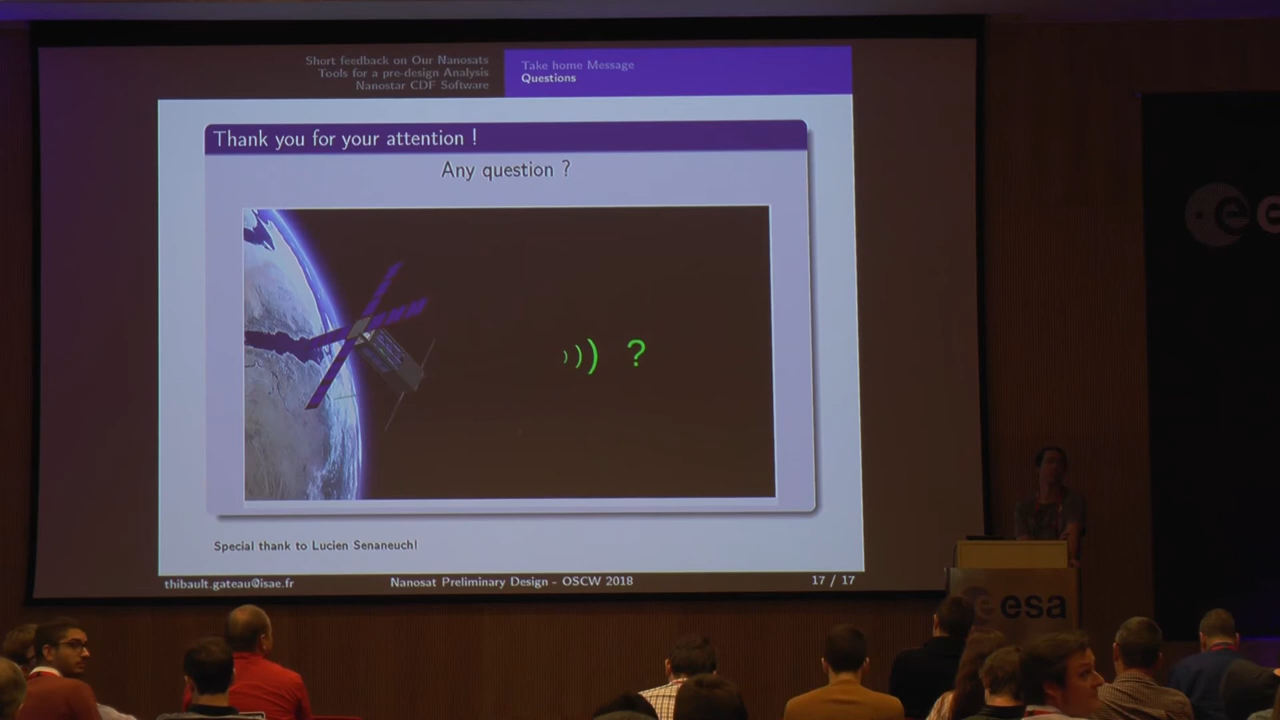 Short feedback on Our Nanosats
Tools for a pre-design Analysis
Nanostar CDF Software
Take home Message
Questions
Thank you for your attention !
Any question ?
))) ?
Special thank to Lucien Senaneuch!
thibault.gateau@isae.fr
Nanosat Preliminary Design - OSCW 2018
17 / 17
esa
e